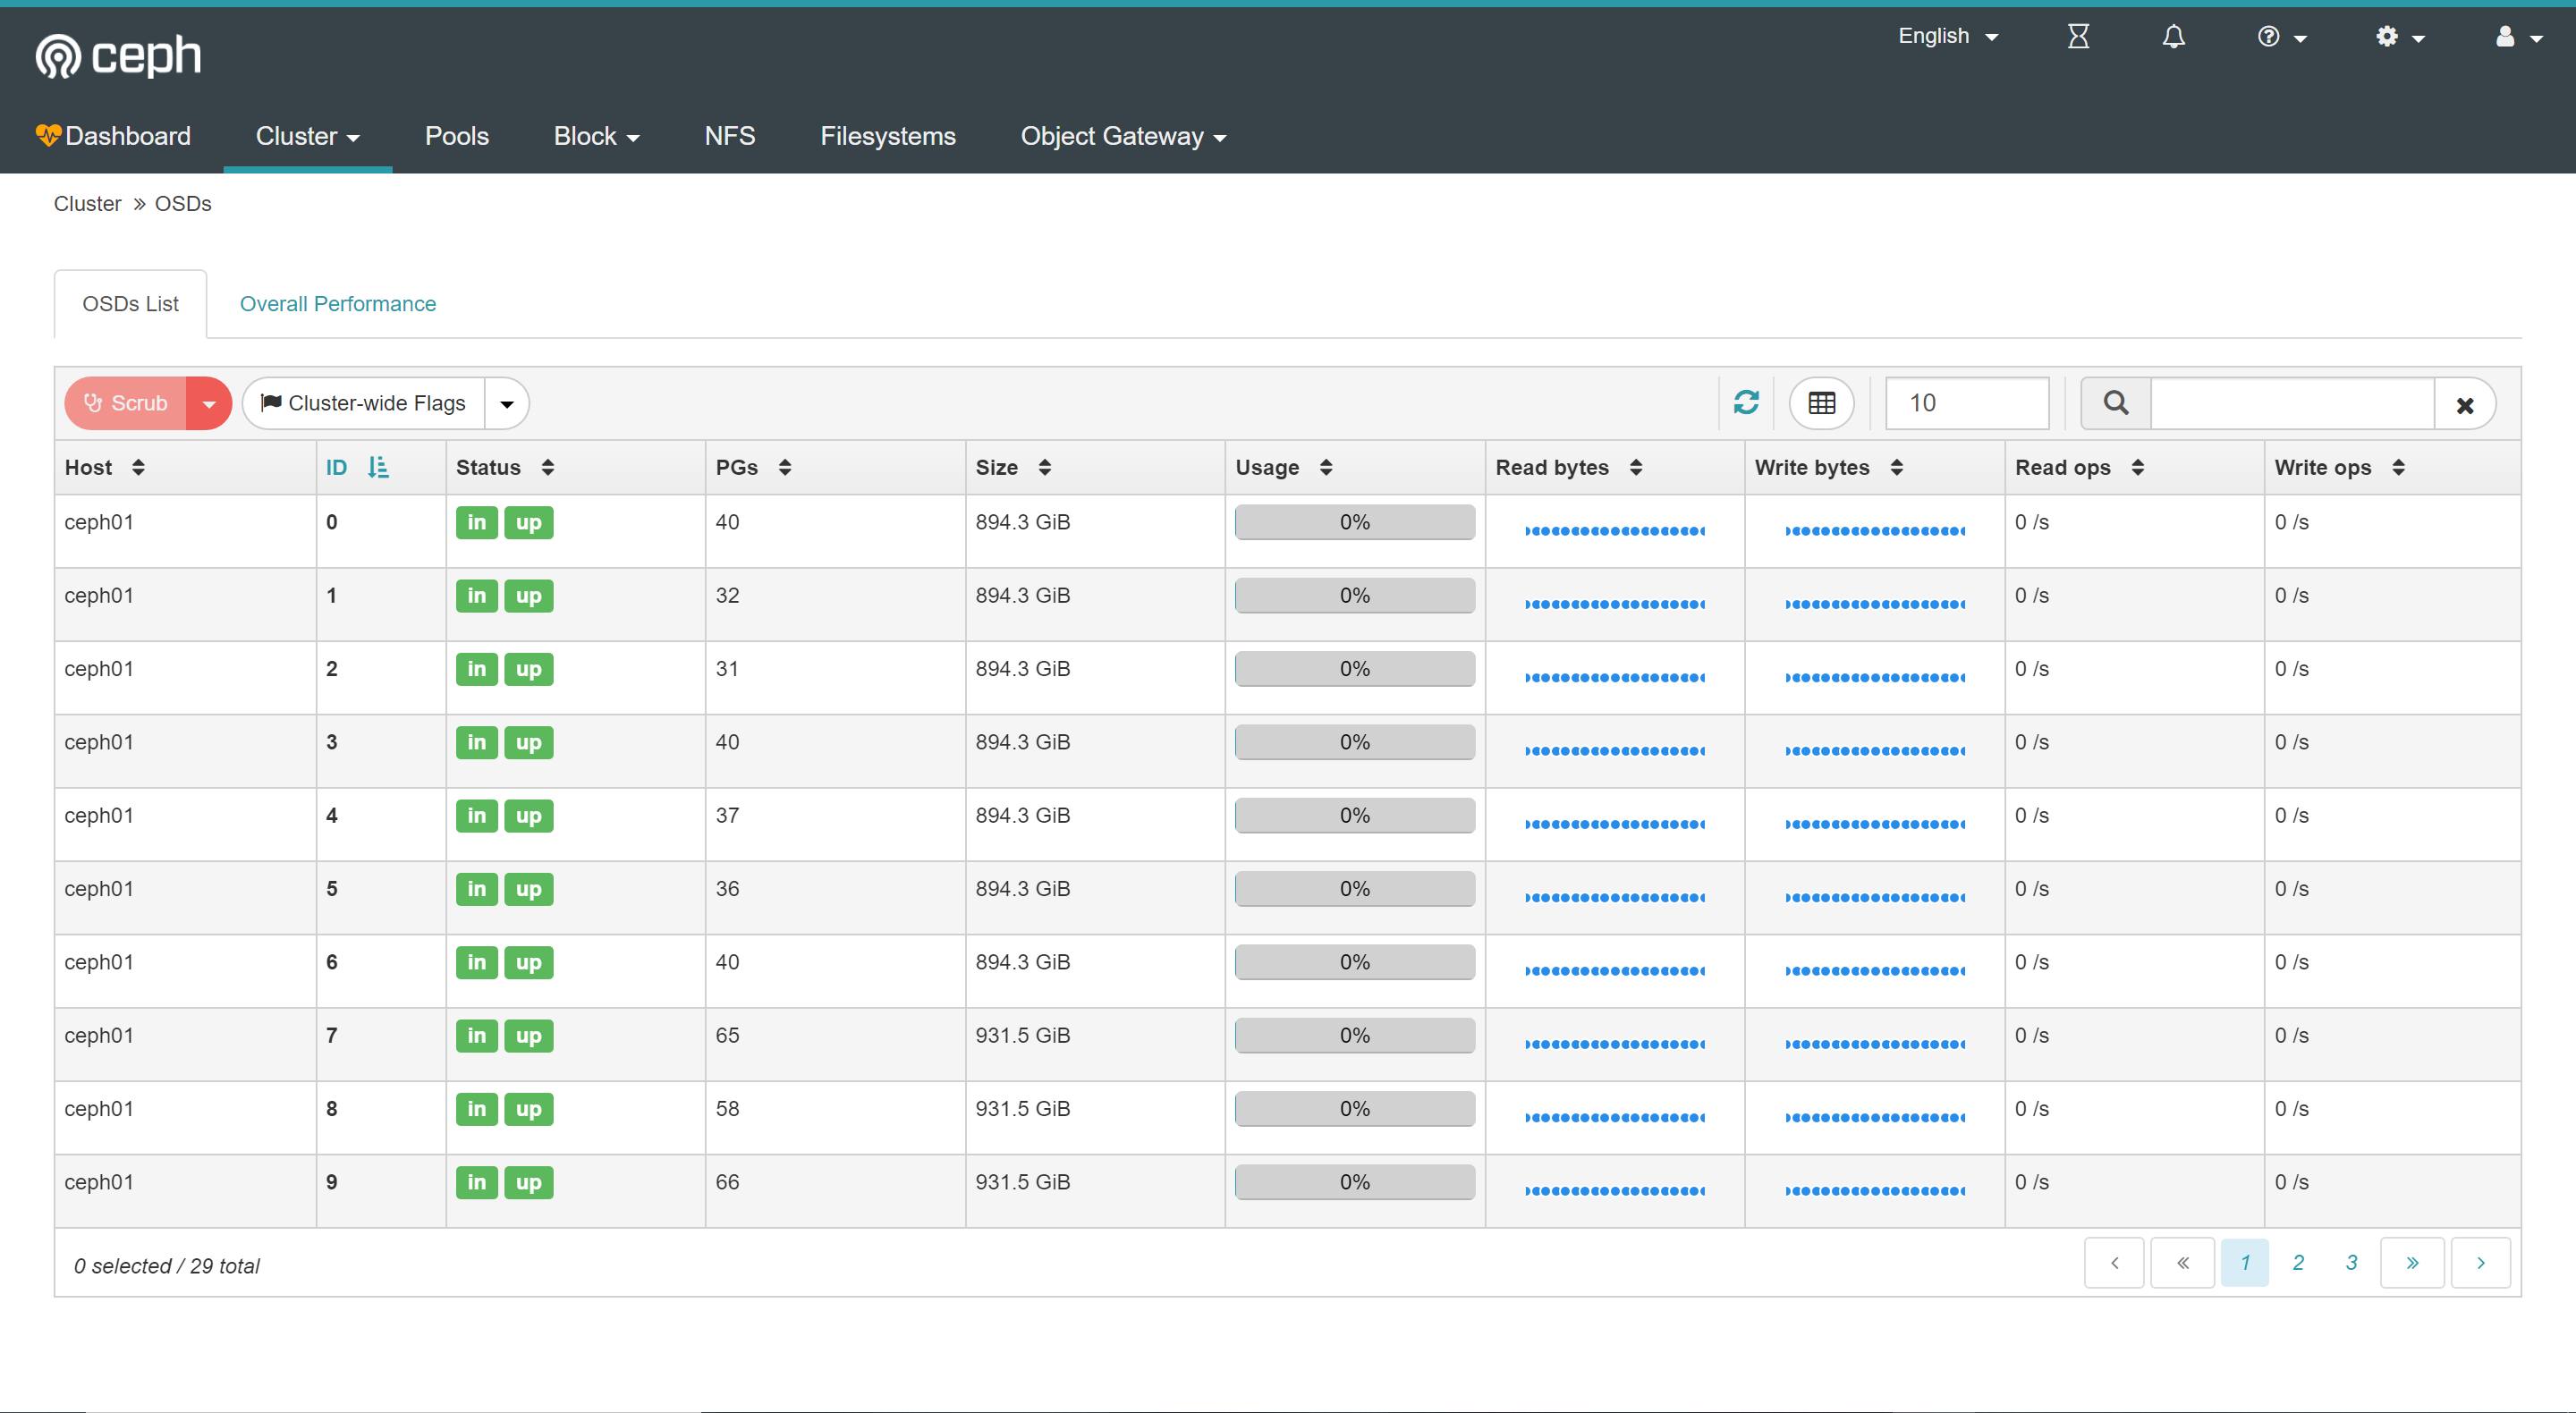 ceph
English
Dashboard Cluster Pools Block NFS Filesystems Object Gateway
Cluster » OSDs
OSDs List Overall Performance
Scrub Cluster-wide Flags 10
Host ID Status PGs Size Usage Read bytes Write bytes Read ops Write ops
ceph01 0 in up 40 894.3 GiB 0% 0 /s 0 /s
ceph01 1 in up 32 894.3 GiB 0% 0 /s 0 /s
ceph01 2 in up 31 894.3 GiB 0% 0 /s 0 /s
ceph01 3 in up 40 894.3 GiB 0% 0 /s 0 /s
ceph01 4 in up 37 894.3 GiB 0% 0 /s 0 /s
ceph01 5 in up 36 894.3 GiB 0% 0 /s 0 /s
ceph01 6 in up 40 894.3 GiB 0% 0 /s 0 /s
ceph01 7 in up 65 931.5 GiB 0% 0 /s 0 /s
ceph01 8 in up 58 931.5 GiB 0% 0 /s 0 /s
ceph01 9 in up 66 931.5 GiB 0% 0 /s 0 /s
0 selected / 29 total ‹ « 1 2 3 » ›